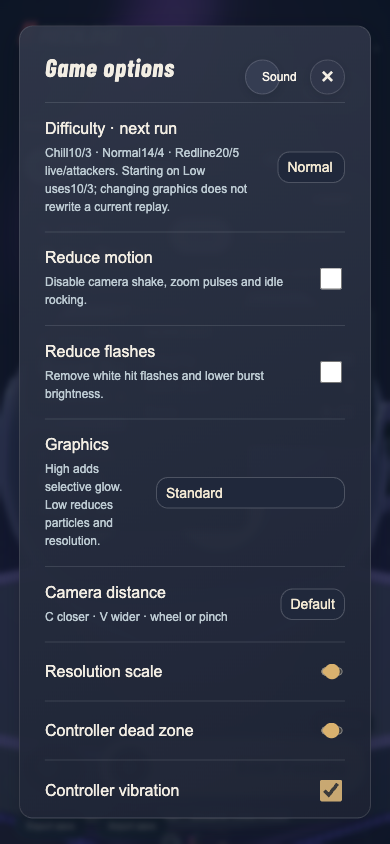 Game options
Sound
×
Difficulty · next run
Chill10/3 · Normal14/4 · Redline20/5
live/attackers. Starting on Low
uses10/3; changing graphics does not
rewrite a current replay.
Normal
Reduce motion
Disable camera shake, zoom pulses and idle
rocking.
Reduce flashes
Remove white hit flashes and lower burst
brightness.
Graphics
High adds
selective glow.
Low reduces
particles and
resolution.
Standard
Camera distance
C closer · V wider · wheel or pinch
Default
Resolution scale
Controller dead zone
Controller vibration